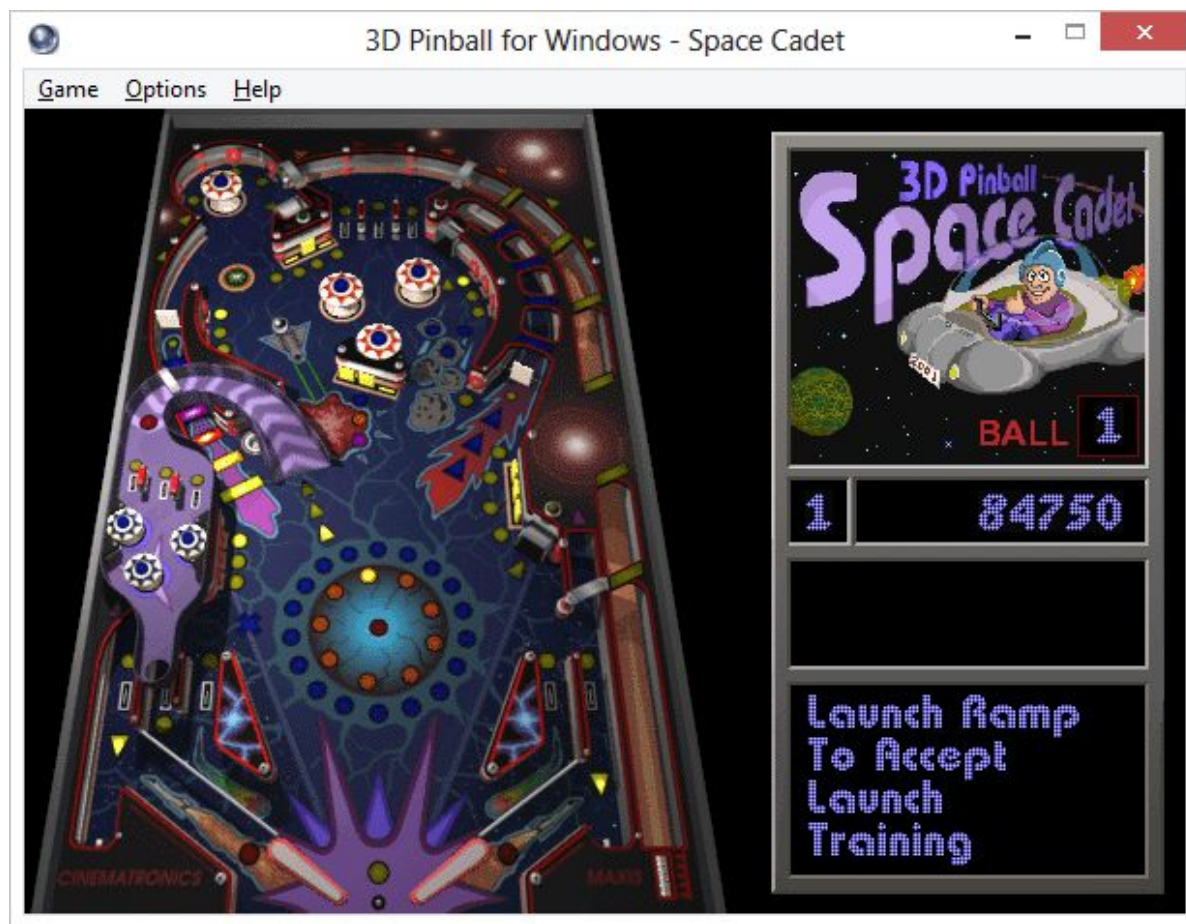 3D Pinball for Windows - Space Cadet
Game Options Help
3D Pinball
Space Cadet
BALL 1
1 84750
Launch Ramp
To Accept
Launch
Training
CINEMATRONICS
MAXIS